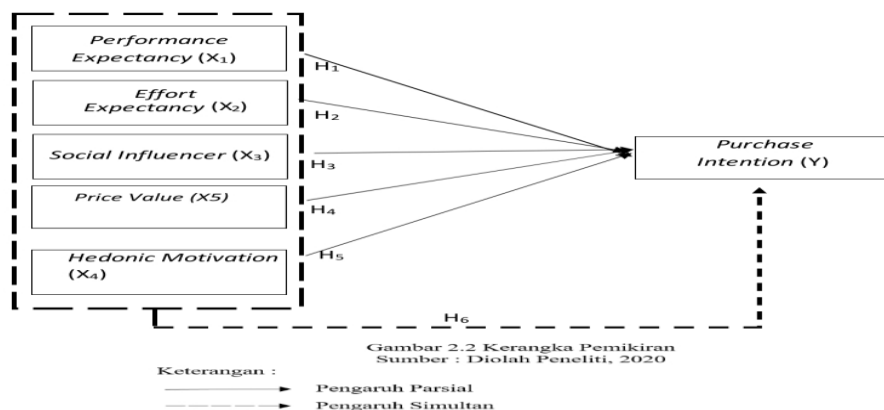 Performance
Expectancy (X₁)
H₁
Effort
Expectancy (X₂)
H₂
Social Influencer (X₃)
H₃
Purchase
Intention (Y)
Price Value (X5)
H₄
Hedonic Motivation
(X₄)
H₅
H₆
Gambar 2.2 Kerangka Pemikiran
Sumber : Diolah Peneliti, 2020
Keterangan :
Pengaruh Parsial
Pengaruh Simultan